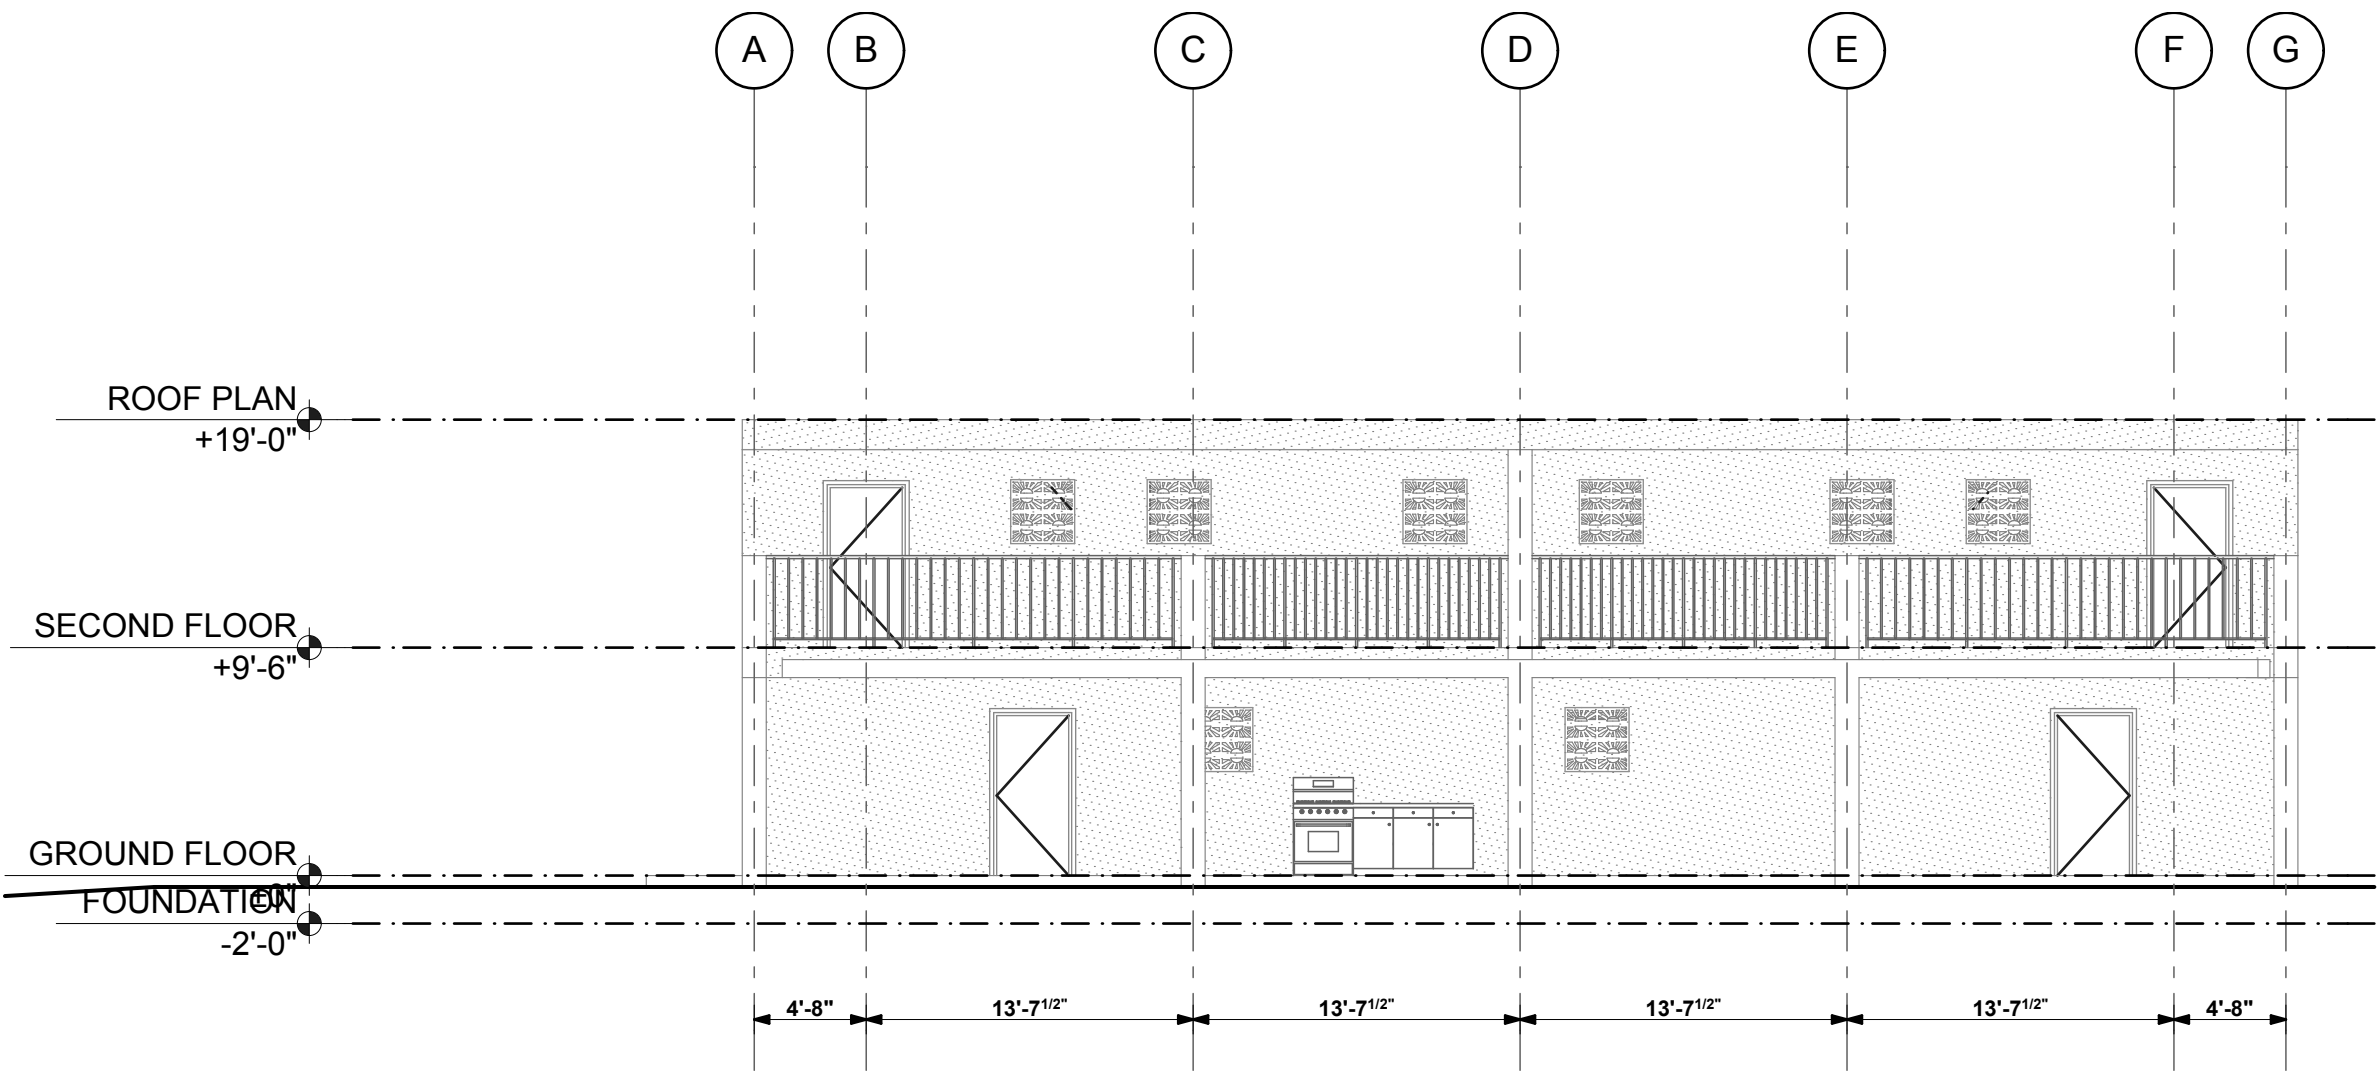 A B C D E F G
ROOF PLAN
+19'-0"
SECOND FLOOR
+9'-6"
GROUND FLOOR
±0"
FOUNDATION
-2'-0"
4'-8" 13'-7 1/2" 13'-7 1/2" 13'-7 1/2" 13'-7 1/2" 4'-8"